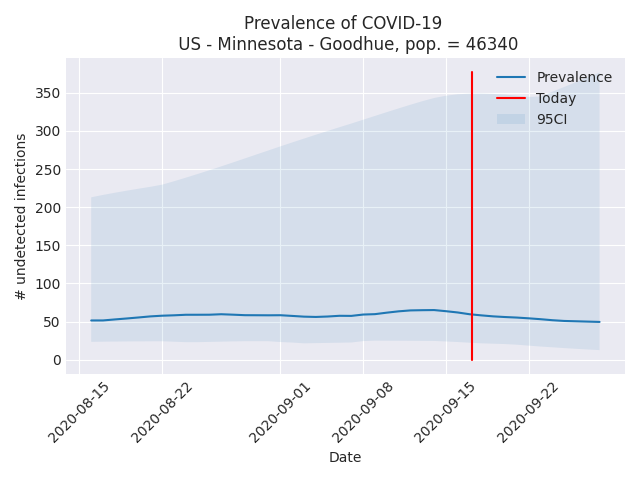 Prevalence of COVID-19
US - Minnesota - Goodhue, pop. = 46340
Prevalence
Today
95CI
# undetected infections
350
300
250
200
150
100
50
0
2020-08-15
2020-08-22
2020-09-01
2020-09-08
2020-09-15
2020-09-22
Date